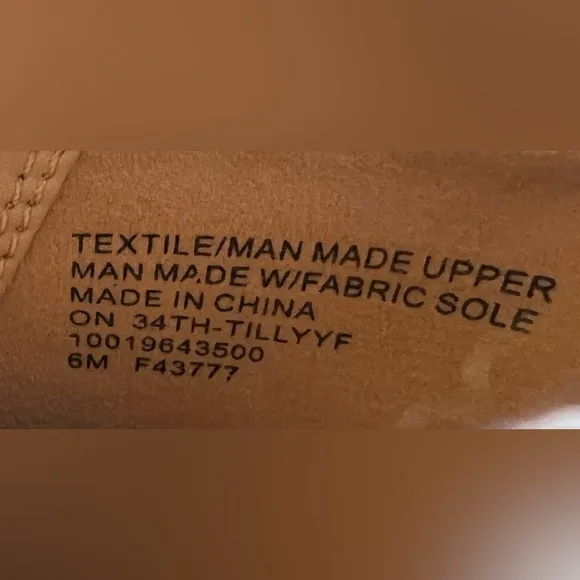 TEXTILE/MAN MADE UPPER
MAN MADE W/FABRIC SOLE
MADE IN CHINA
ON 34TH-TILLYYF
10019643500
6M F43777